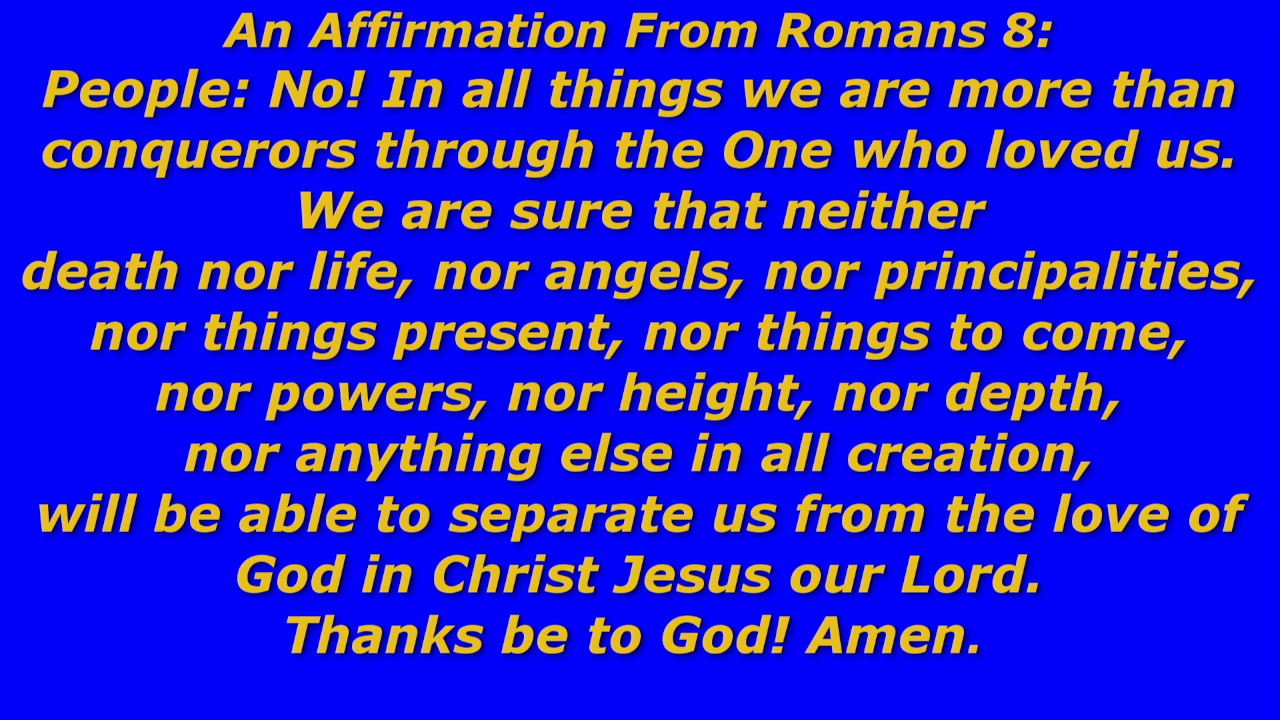 An Affirmation From Romans 8:
People: No! In all things we are more than
conquerors through the One who loved us.
We are sure that neither
death nor life, nor angels, nor principalities,
nor things present, nor things to come,
nor powers, nor height, nor depth,
nor anything else in all creation,
will be able to separate us from the love of
God in Christ Jesus our Lord.
Thanks be to God! Amen.